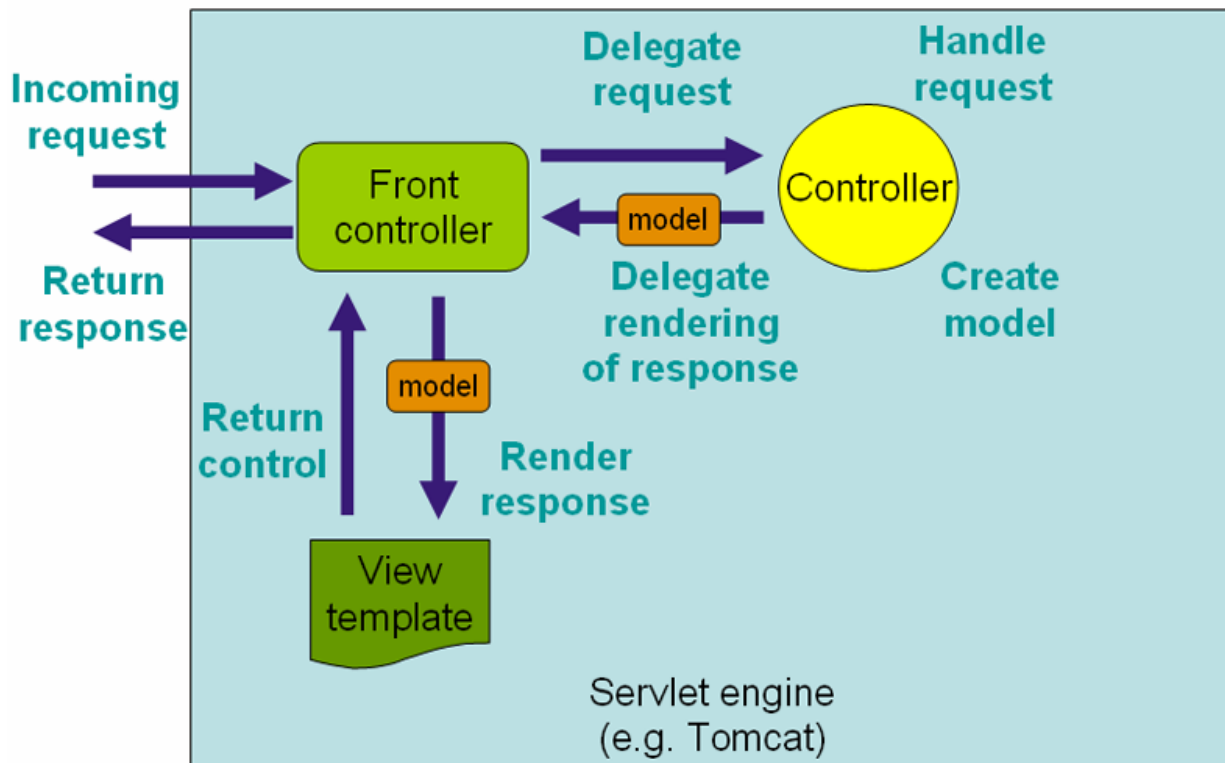 Incoming
request
Return
response
Front
controller
Delegate
request
Handle
request
Controller
model
Delegate
rendering
of response
Create
model
model
Return
control
Render
response
View
template
Servlet engine
(e.g. Tomcat)